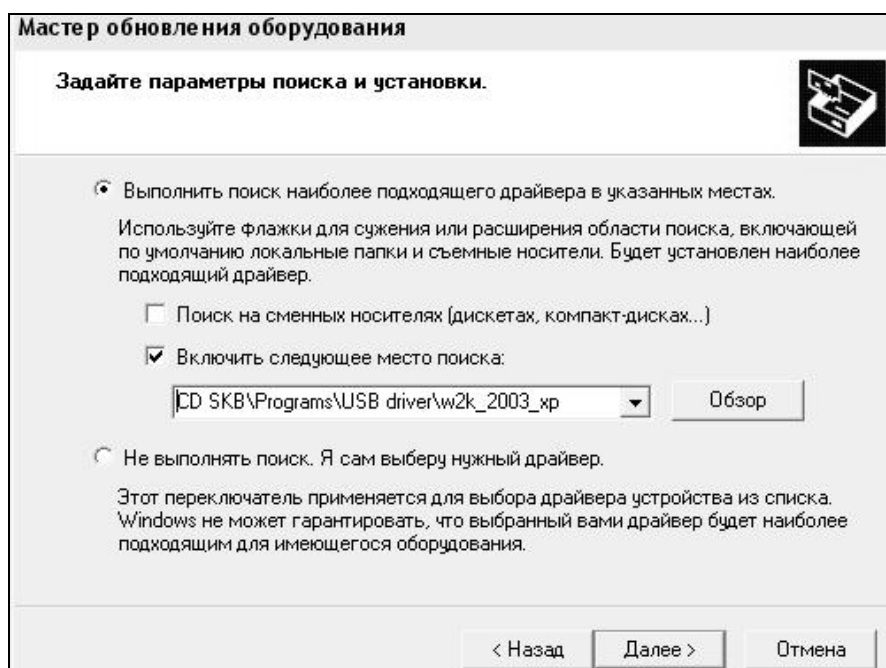 Мастер обновления оборудования
Задайте параметры поиска и установки.
Выполнить поиск наиболее подходящего драйвера в указанных местах.
Используйте флажки для сужения или расширения области поиска, включающей
по умолчанию локальные папки и съемные носители. Будет установлен наиболее
подходящий драйвер.
Поиск на сменных носителях (дискетах, компакт-дисках...)
Включить следующее место поиска:
CD SKB\Programs\USB driver\w2k_2003_xp
Обзор
Не выполнять поиск. Я сам выберу нужный драйвер.
Этот переключатель применяется для выбора драйвера устройства из списка.
Windows не может гарантировать, что выбранный вами драйвер будет наиболее
подходящим для имеющегося оборудования.
< Назад Далее > Отмена